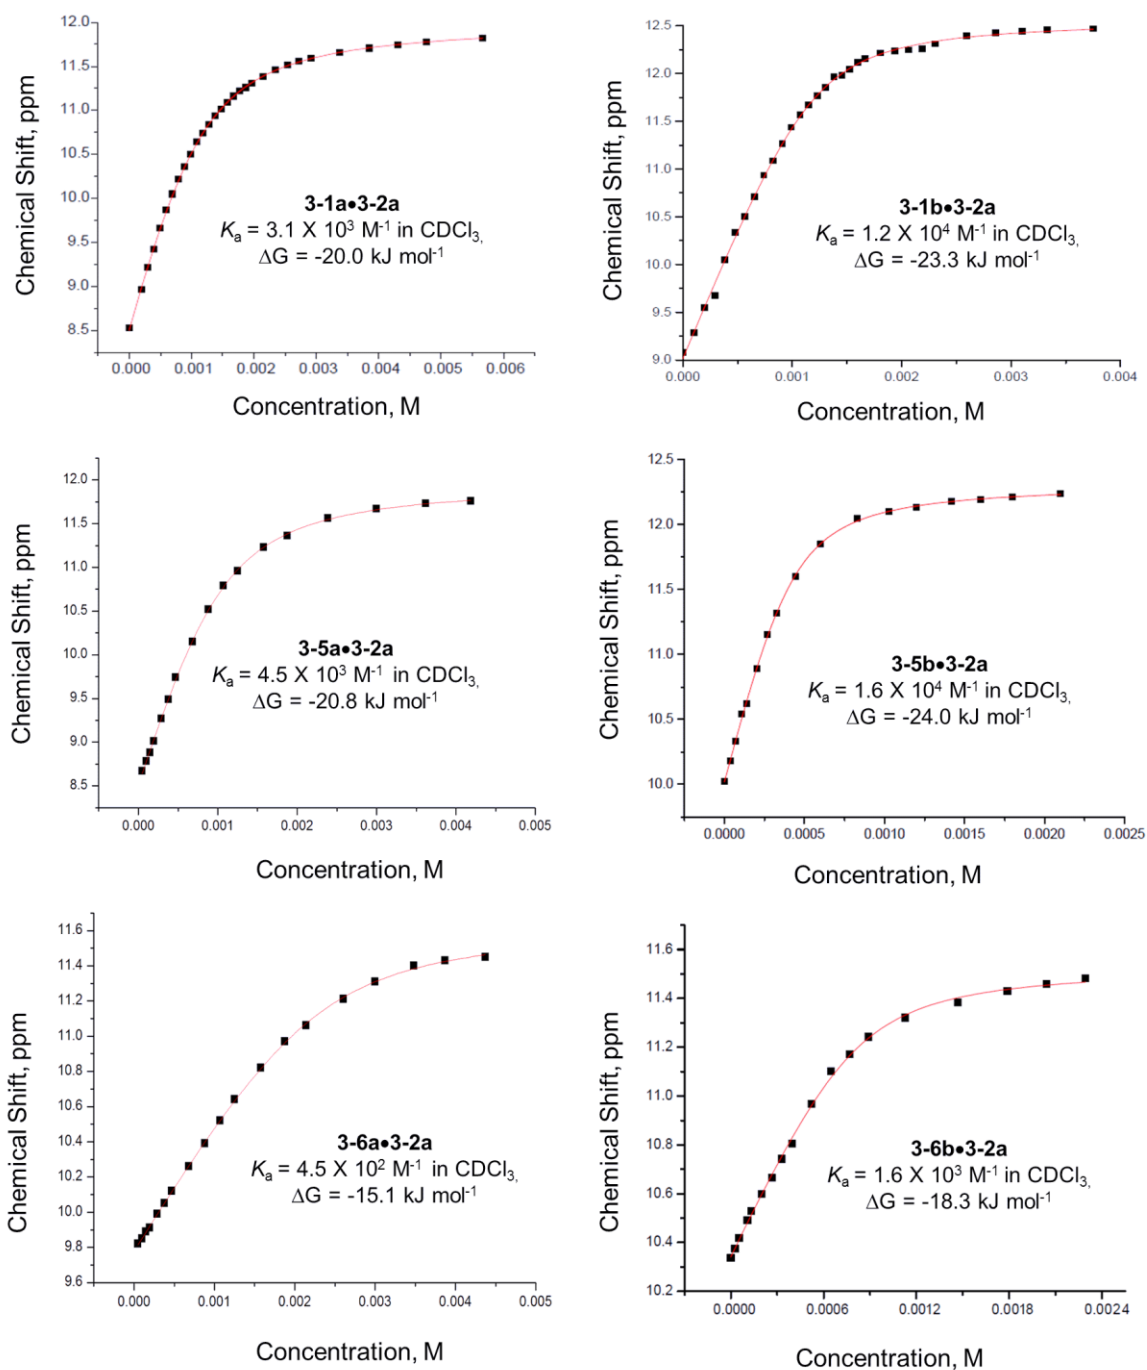 12.0
11.5
11.0
10.5
10.0
9.5
9.0
8.5
Chemical Shift, ppm
3-1a•3-2a
Kₐ = 3.1 X 10³ M⁻¹ in CDCl₃,
ΔG = -20.0 kJ mol⁻¹
0.000 0.001 0.002 0.003 0.004 0.005 0.006
Concentration, M
12.5
12.0
11.5
11.0
10.5
10.0
9.5
9.0
Chemical Shift, ppm
3-1b•3-2a
Kₐ = 1.2 X 10⁴ M⁻¹ in CDCl₃,
ΔG = -23.3 kJ mol⁻¹
0.000 0.001 0.002 0.003 0.004
Concentration, M
12.0
11.5
11.0
10.5
10.0
9.5
9.0
8.5
Chemical Shift, ppm
3-5a•3-2a
Kₐ = 4.5 X 10³ M⁻¹ in CDCl₃,
ΔG = -20.8 kJ mol⁻¹
0.000 0.001 0.002 0.003 0.004 0.005
Concentration, M
12.5
12.0
11.5
11.0
10.5
10.0
Chemical Shift, ppm
3-5b•3-2a
Kₐ = 1.6 X 10⁴ M⁻¹ in CDCl₃,
ΔG = -24.0 kJ mol⁻¹
0.0000 0.0005 0.0010 0.0015 0.0020 0.0025
Concentration, M
11.6
11.4
11.2
11.0
10.8
10.6
10.4
10.2
10.0
9.8
9.6
Chemical Shift, ppm
3-6a•3-2a
Kₐ = 4.5 X 10² M⁻¹ in CDCl₃,
ΔG = -15.1 kJ mol⁻¹
0.000 0.001 0.002 0.003 0.004 0.005
Concentration, M
11.6
11.4
11.2
11.0
10.8
10.6
10.4
10.2
Chemical Shift, ppm
3-6b•3-2a
Kₐ = 1.6 X 10³ M⁻¹ in CDCl₃,
ΔG = -18.3 kJ mol⁻¹
0.0000 0.0006 0.0012 0.0018 0.0024
Concentration, M